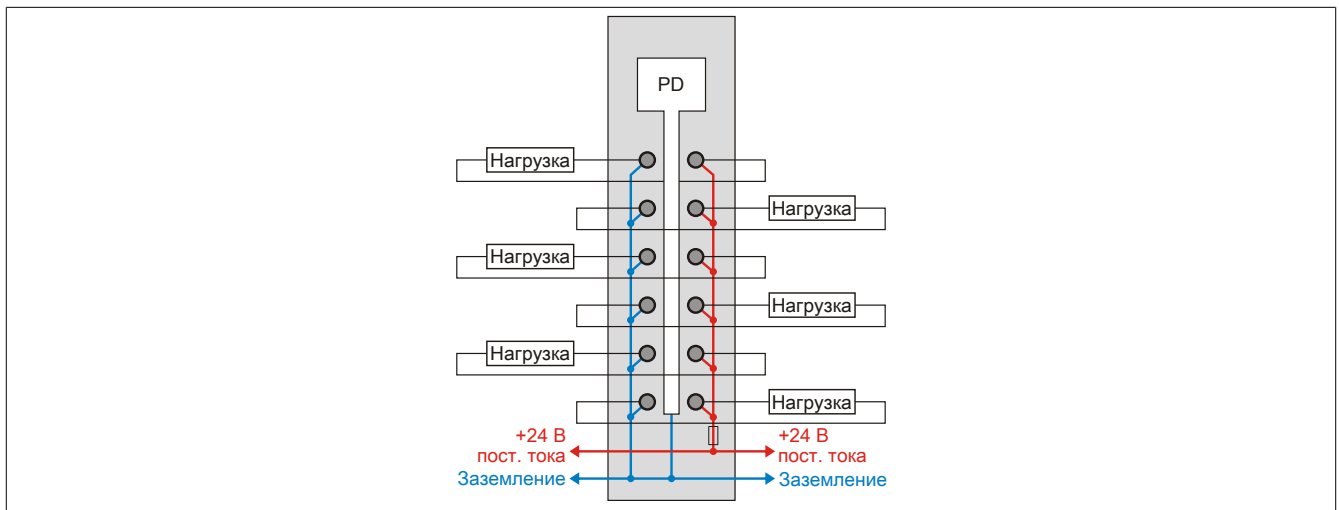 PD
Нагрузка
Нагрузка
Нагрузка
Нагрузка
Нагрузка
Нагрузка
+24 В
пост. тока
+24 В
пост. тока
Заземление
Заземление